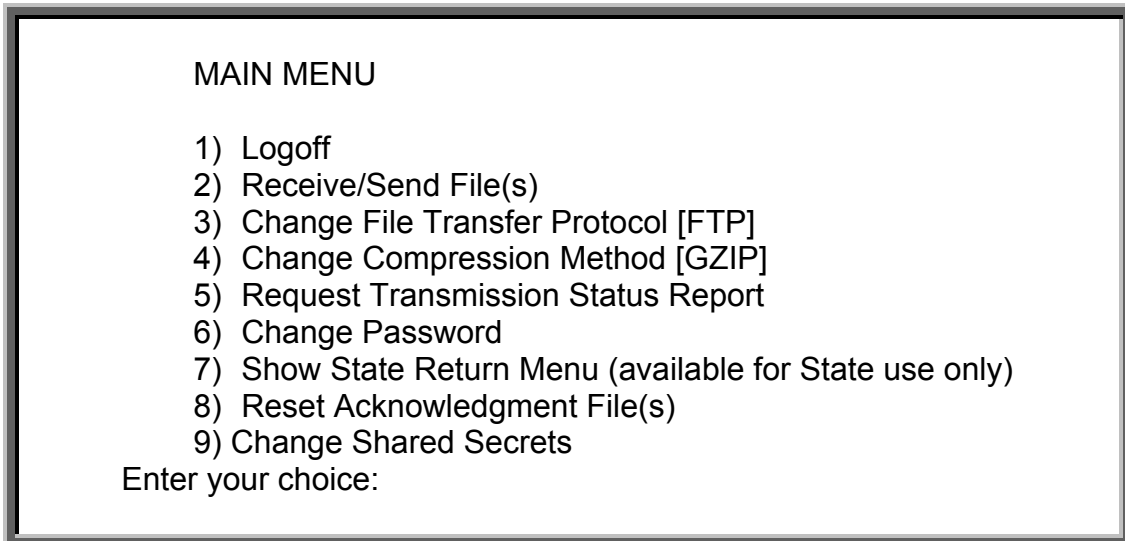 MAIN MENU
1) Logoff
2) Receive/Send File(s)
3) Change File Transfer Protocol [FTP]
4) Change Compression Method [GZIP]
5) Request Transmission Status Report
6) Change Password
7) Show State Return Menu (available for State use only)
8) Reset Acknowledgment File(s)
9) Change Shared Secrets
Enter your choice: